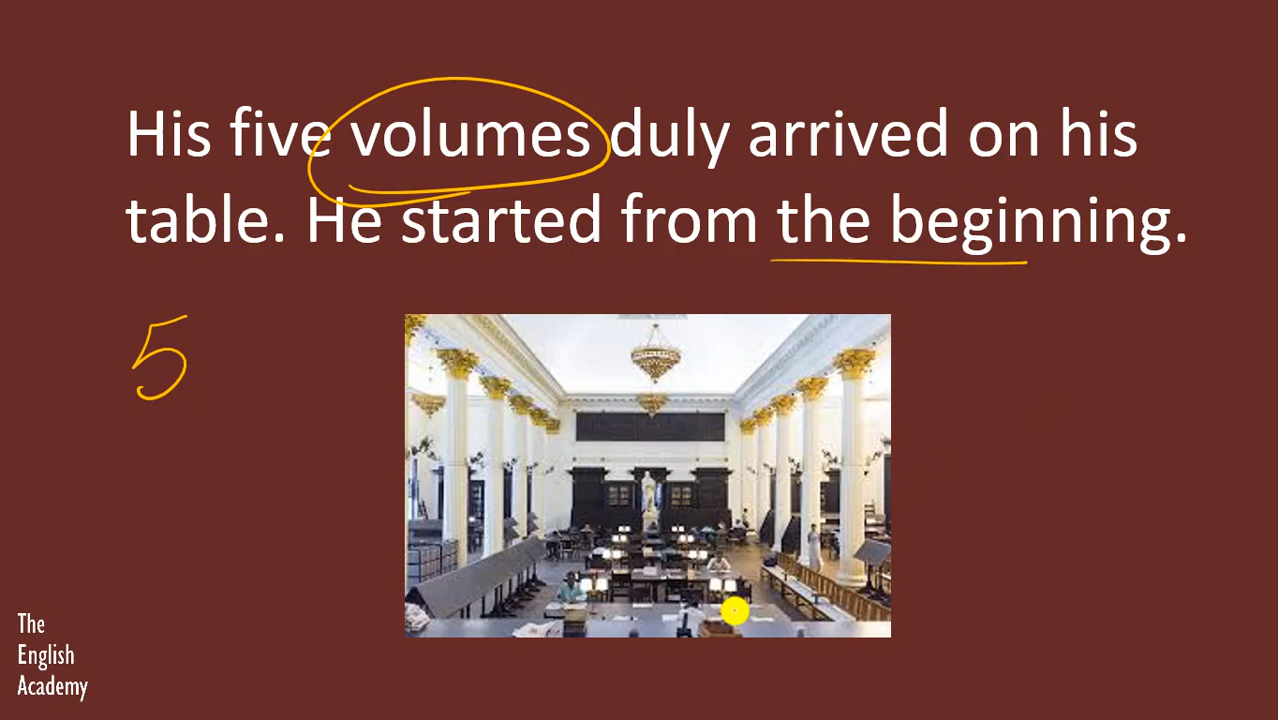 His five volumes duly arrived on his
table. He started from the beginning.
5
The
English
Academy